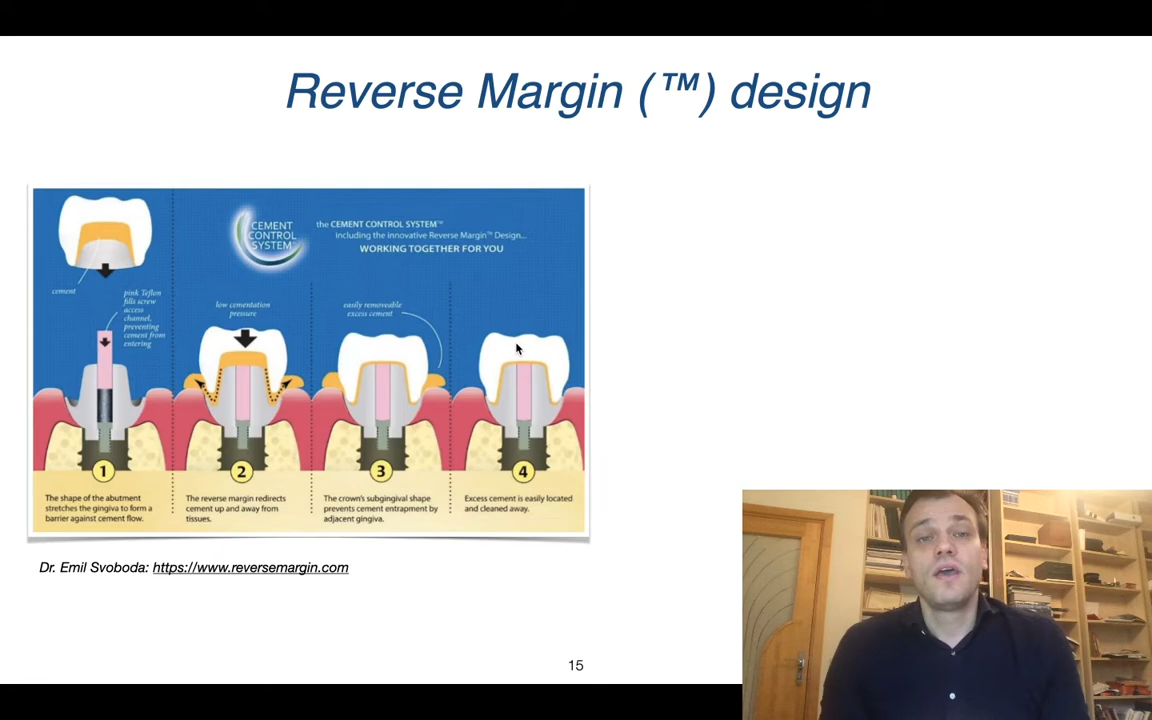 Reverse Margin (™) design
CEMENT
CONTROL
SYSTEM™
the CEMENT CONTROL SYSTEM™
including the innovative Reverse Margin™ Design...
WORKING TOGETHER FOR YOU
cement
pink Teflon
fills screw
access
channel,
preventing
cement from
entering
low cementation
pressure
easily removeable
excess cement
1
2
3
4
The shape of the abutment
stretches the gingiva to form a
barrier against cement flow.
The reverse margin redirects
cement up and away from
tissues.
The crown's subgingival shape
prevents cement entrapment by
adjacent gingiva.
Excess cement is easily located
and cleaned away.
Dr. Emil Svoboda: https://www.reversemargin.com
15